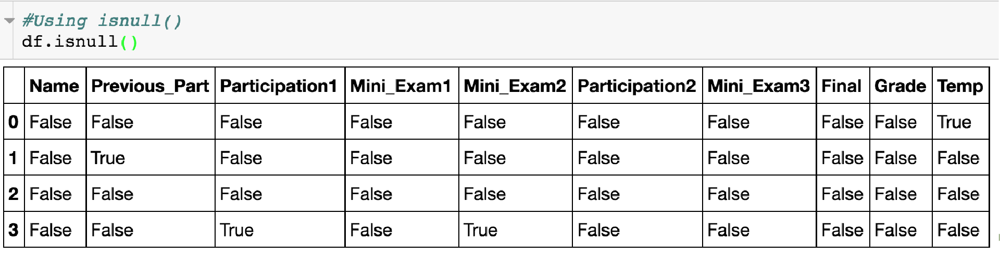 #Using isnull()
df.isnull()
Name Previous_Part Participation1 Mini_Exam1 Mini_Exam2 Participation2 Mini_Exam3 Final Grade Temp
0 False False False False False False False False False True
1 False True False False False False False False False False
2 False False False False False False False False False False
3 False False True False True False False False False False